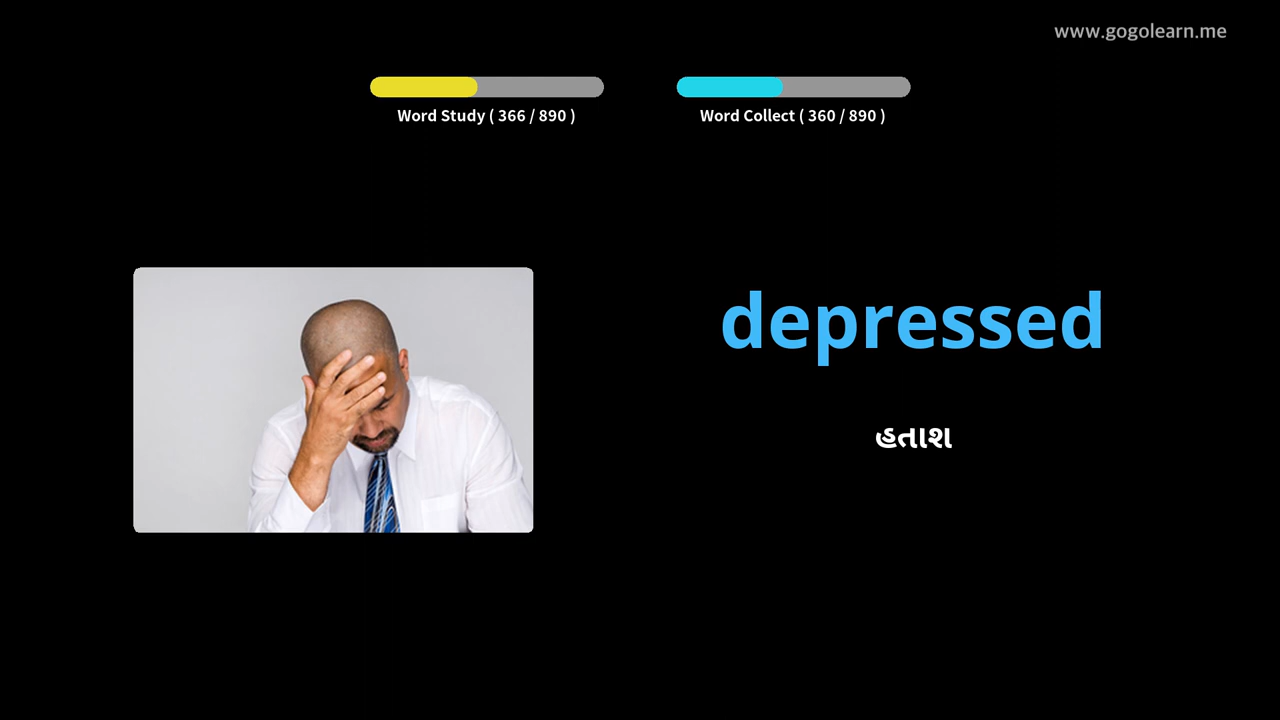 www.gogolearn.me
Word Study ( 366 / 890 )
Word Collect ( 360 / 890 )
depressed
હતાશ